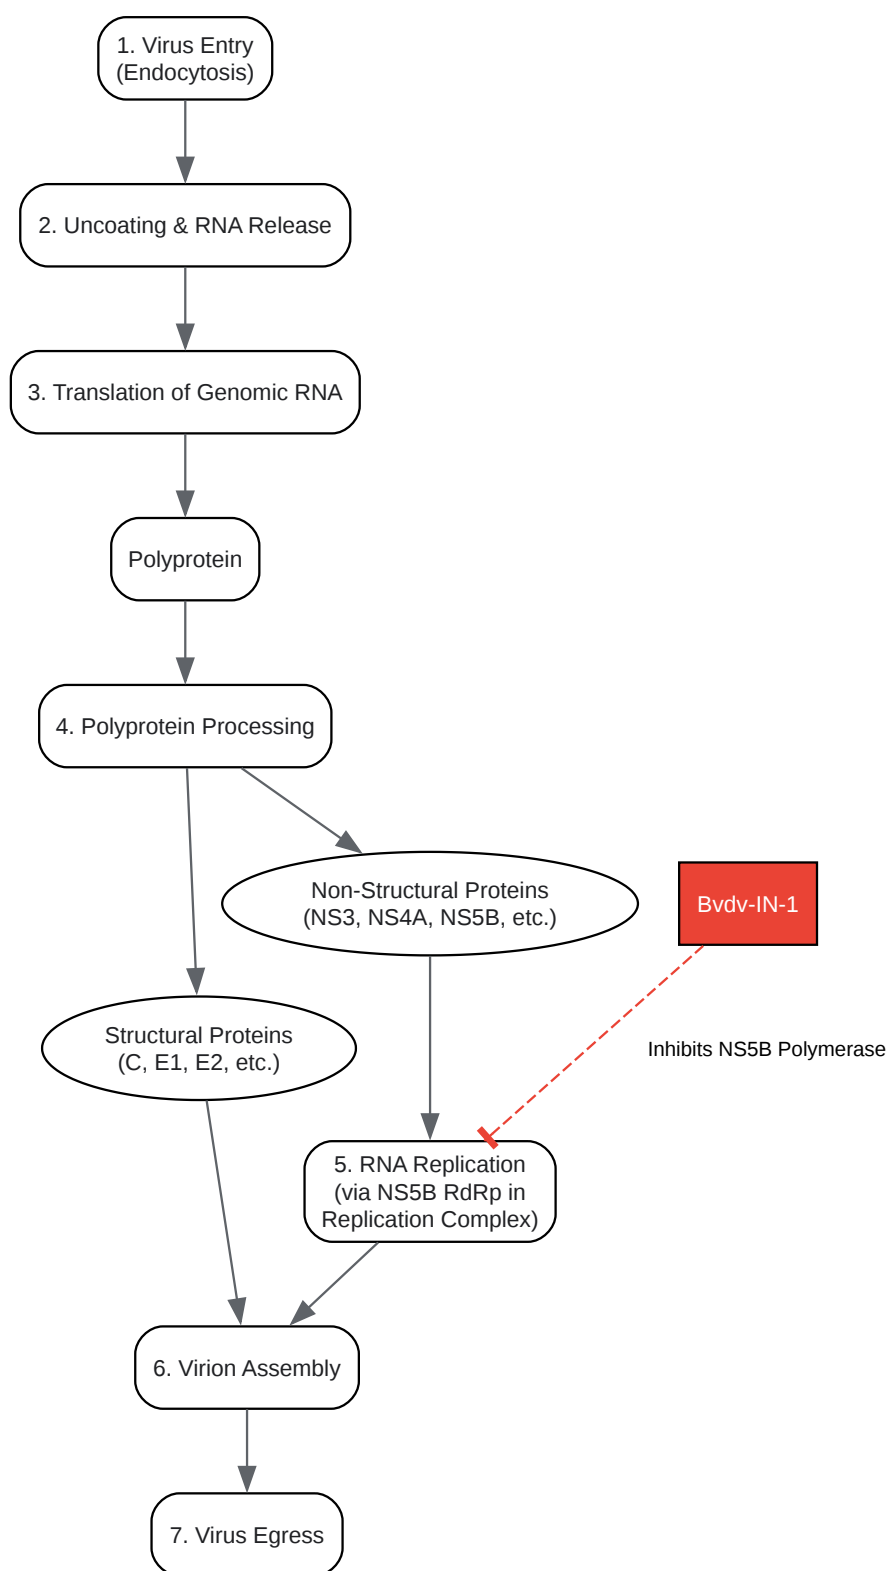 1. Virus Entry
(Endocytosis)
2. Uncoating & RNA Release
3. Translation of Genomic RNA
Polyprotein
4. Polyprotein Processing
Non-Structural Proteins
(NS3, NS4A, NS5B, etc.)
Bvdv-IN-1
Structural Proteins
(C, E1, E2, etc.)
Inhibits NS5B Polymerase
5. RNA Replication
(via NS5B RdRp in
Replication Complex)
6. Virion Assembly
7. Virus Egress